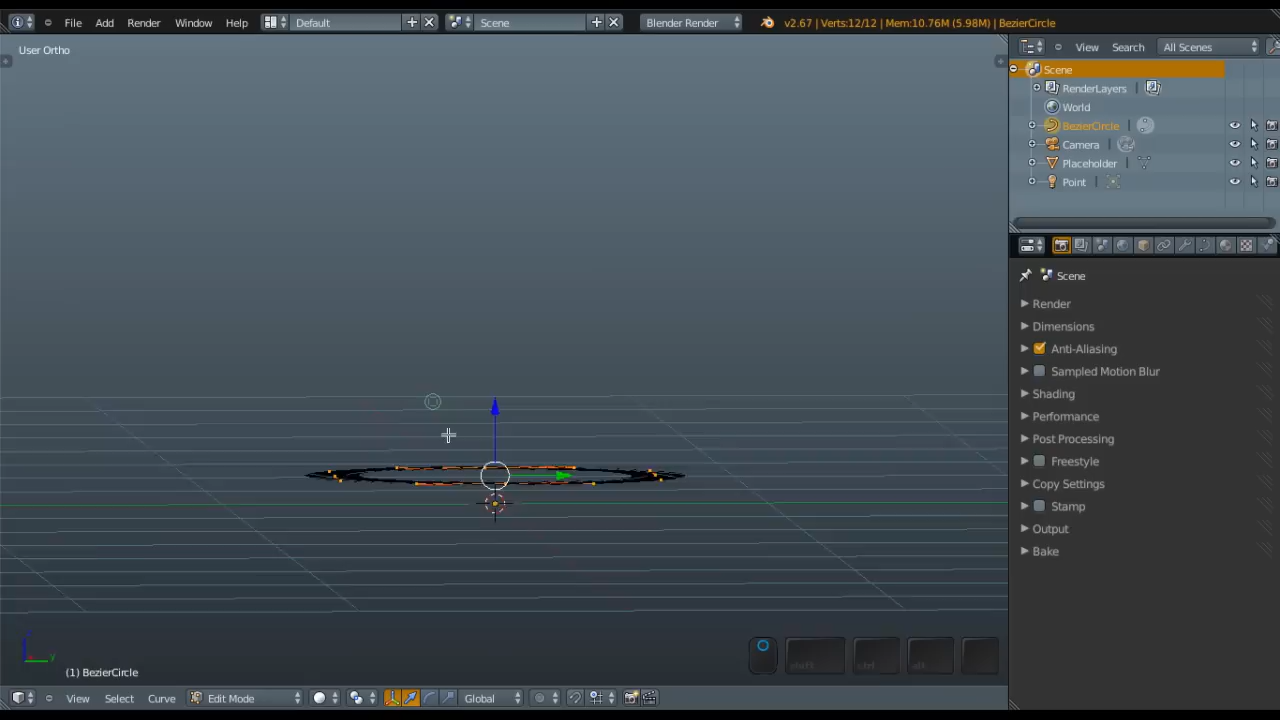 File Add Render Window Help Default Scene Blender Render v2.67 | Verts:12/12 | Mem:10.76M (5.98M) | BezierCircle
User Ortho
View Search All Scenes
Scene
RenderLayers |
World
BezierCircle |
Camera |
Placeholder |
Point |
Scene
Render
Dimensions
Anti-Aliasing
Sampled Motion Blur
Shading
Performance
Post Processing
Freestyle
Copy Settings
Stamp
Output
Bake
z
y
shift ctrl alt
(1) BezierCircle
View Select Curve Edit Mode Global